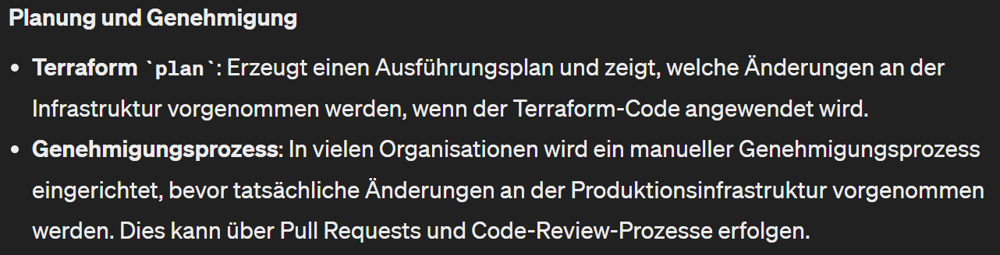 Planung und Genehmigung
• Terraform `plan`: Erzeugt einen Ausführungsplan und zeigt, welche Änderungen an der
Infrastruktur vorgenommen werden, wenn der Terraform-Code angewendet wird.
• Genehmigungsprozess: In vielen Organisationen wird ein manueller Genehmigungsprozess
eingerichtet, bevor tatsächliche Änderungen an der Produktionsinfrastruktur vorgenommen
werden. Dies kann über Pull Requests und Code-Review-Prozesse erfolgen.